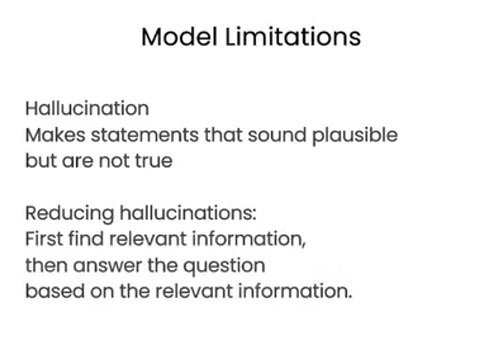 Model Limitations
Hallucination
Makes statements that sound plausible
but are not true
Reducing hallucinations:
First find relevant information,
then answer the question
based on the relevant information.